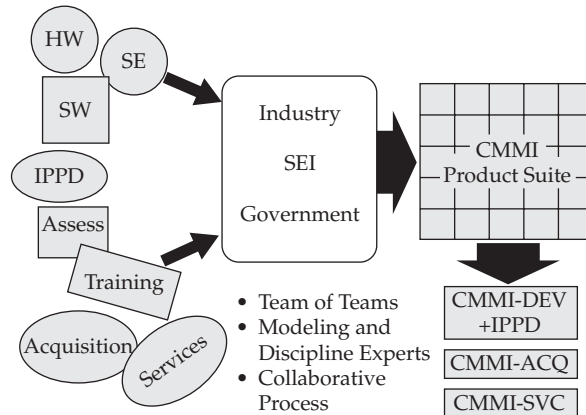 HW
SE
SW
IPPD
Assess
Training
Acquisition
Services
Industry
SEI
Government
• Team of Teams
• Modeling and
Discipline Experts
• Collaborative
Process
CMMI
Product Suite
CMMI-DEV
+IPPD
CMMI-ACQ
CMMI-SVC